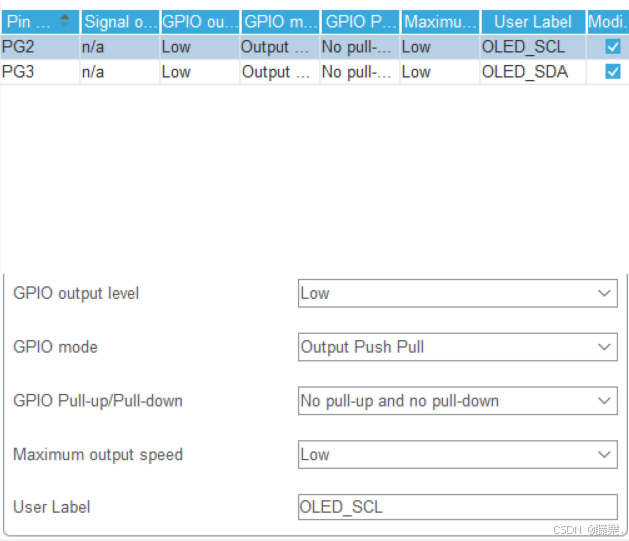 Pin ... Signal o... GPIO ou... GPIO m... GPIO P... Maximu... User Label Modi...
PG2 n/a Low Output ... No pull-... Low OLED_SCL
PG3 n/a Low Output ... No pull-... Low OLED_SDA
GPIO output level Low
GPIO mode Output Push Pull
GPIO Pull-up/Pull-down No pull-up and no pull-down
Maximum output speed Low
User Label OLED_SCL
CSDN